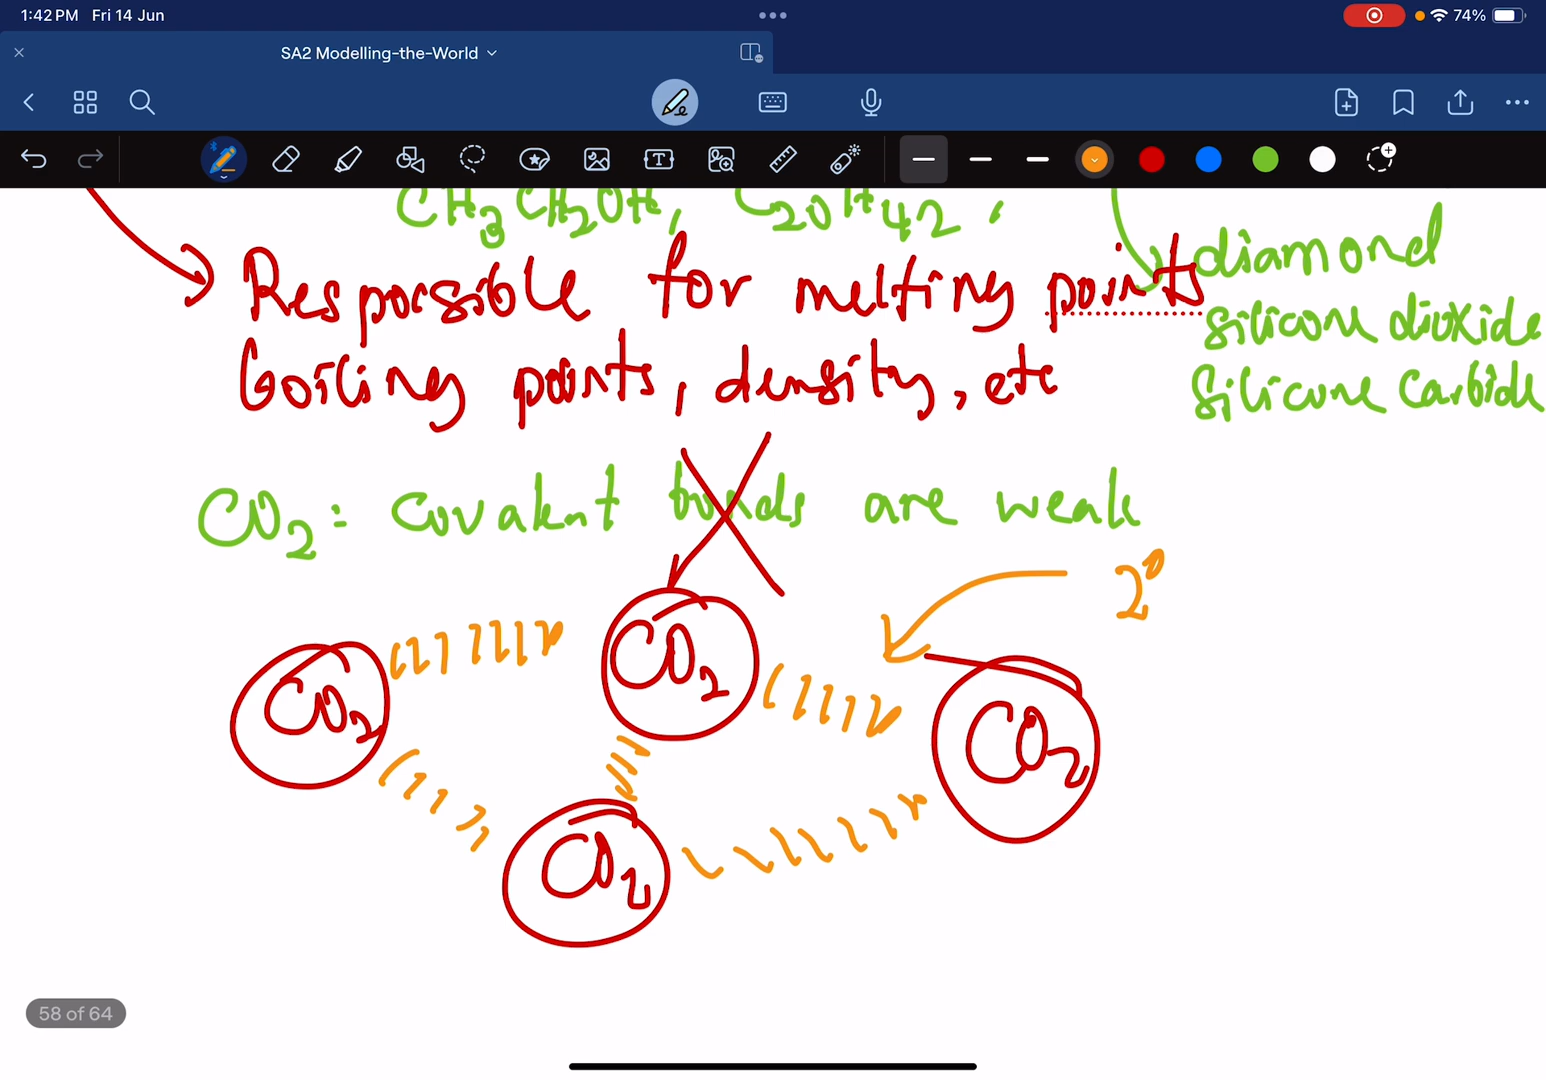 1:42 PM Fri 14 Jun
74%
SA2 Modelling-the-World
CH3CH2OH, C20H42,
diamond
silicone dioxide
silicone carbide
Responsible for melting points
boiling points, density, etc
CO2: covalent bonds are weak
2°
CO2
CO2
CO2
CO2
58 of 64